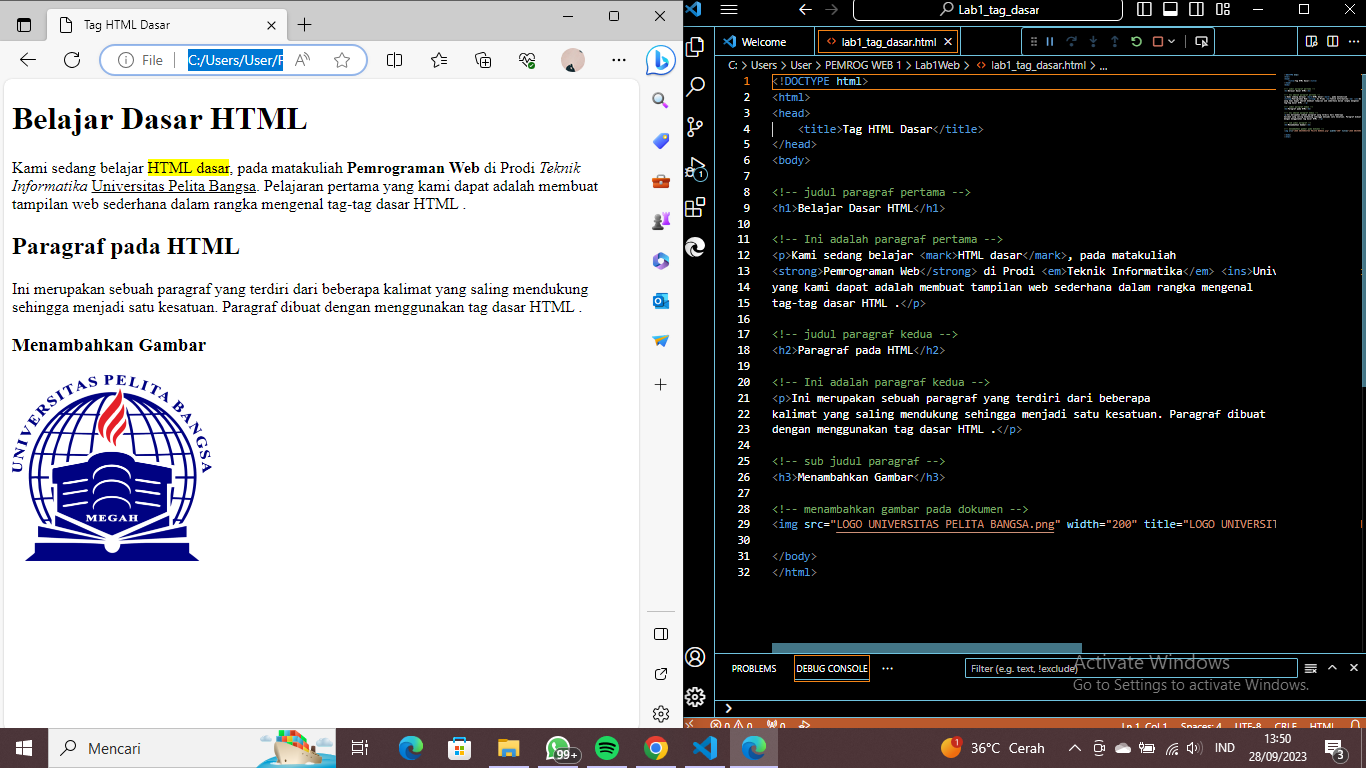 Tag HTML Dasar
File
C:/Users/User/F
Belajar Dasar HTML
Kami sedang belajar HTML dasar, pada matakuliah Pemrograman Web di Prodi Teknik
Informatika Universitas Pelita Bangsa. Pelajaran pertama yang kami dapat adalah membuat
tampilan web sederhana dalam rangka mengenal tag-tag dasar HTML .
Paragraf pada HTML
Ini merupakan sebuah paragraf yang terdiri dari beberapa kalimat yang saling mendukung
sehingga menjadi satu kesatuan. Paragraf dibuat dengan menggunakan tag dasar HTML .
Menambahkan Gambar
UNIVERSITAS PELITA BANGSA
MEGAH
Lab1_tag_dasar
Welcome
lab1_tag_dasar.html
C: > Users > User > PEMROG WEB 1 > Lab1Web > lab1_tag_dasar.html > ...
1 <!DOCTYPE html>
2 <html>
3 <head>
4 <title>Tag HTML Dasar</title>
5 </head>
6 <body>
7
8 <!-- judul paragraf pertama -->
9 <h1>Belajar Dasar HTML</h1>
10
11 <!-- Ini adalah paragraf pertama -->
12 <p>Kami sedang belajar <mark>HTML dasar</mark>, pada matakuliah
13 <strong>Pemrograman Web</strong> di Prodi <em>Teknik Informatika</em> <ins>Univ
14 yang kami dapat adalah membuat tampilan web sederhana dalam rangka mengenal
15 tag-tag dasar HTML .</p>
16
17 <!-- judul paragraf kedua -->
18 <h2>Paragraf pada HTML</h2>
19
20 <!-- Ini adalah paragraf kedua -->
21 <p>Ini merupakan sebuah paragraf yang terdiri dari beberapa
22 kalimat yang saling mendukung sehingga menjadi satu kesatuan. Paragraf dibuat
23 dengan menggunakan tag dasar HTML .</p>
24
25 <!-- sub judul paragraf -->
26 <h3>Menambahkan Gambar</h3>
27
28 <!-- menambahkan gambar pada dokumen -->
29 <img src="LOGO UNIVERSITAS PELITA BANGSA.png" width="200" title="LOGO UNIVERSIT
30
31 </body>
32 </html>
1
PROBLEMS
DEBUG CONSOLE
Filter (e.g. text, !exclude)
Activate Windows
Go to Settings to activate Windows.
0 0 0
Ln 1, Col 1 Spaces: 4 UTF-8 CRLF HTML
Mencari
99+
1
36°C Cerah
IND
13:50
28/09/2023
3